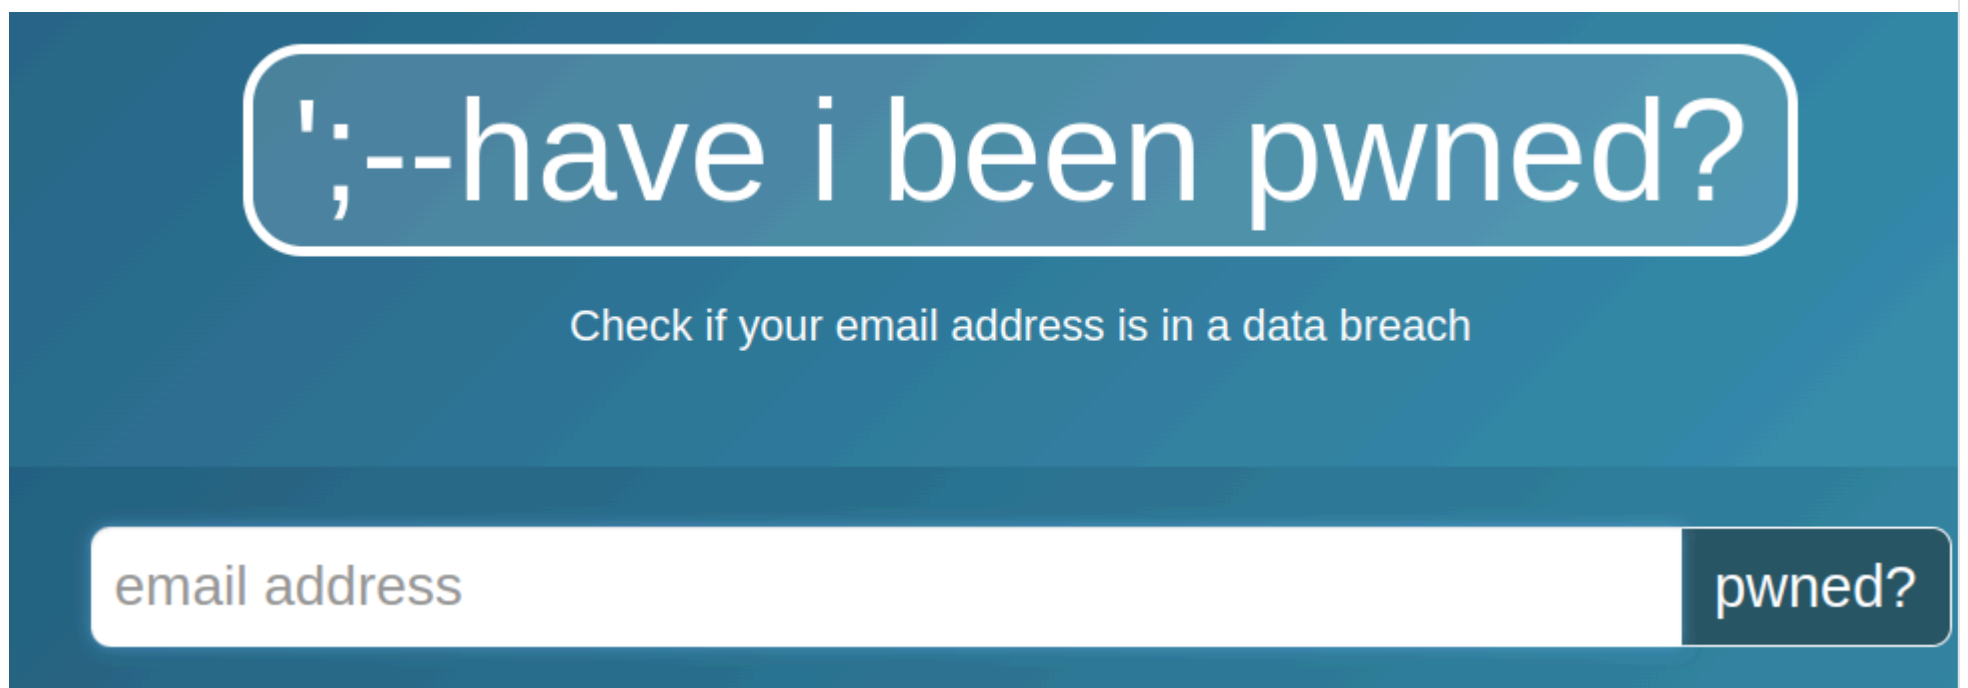 ';--have i been pwned?
Check if your email address is in a data breach
email address
pwned?